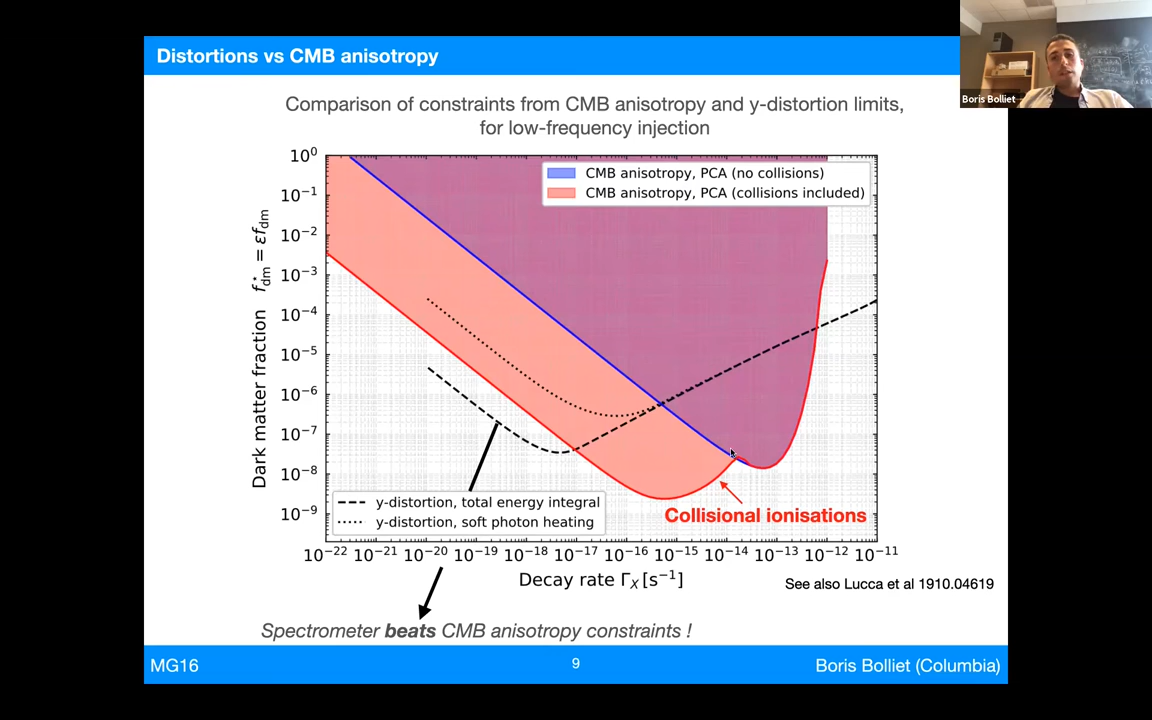 Distortions vs CMB anisotropy
Boris Bolliet
Comparison of constraints from CMB anisotropy and y-distortion limits,
for low-frequency injection
CMB anisotropy, PCA (no collisions)
CMB anisotropy, PCA (collisions included)
Dark matter fraction f*dm = εfdm
10⁰
10⁻¹
10⁻²
10⁻³
10⁻⁴
10⁻⁵
10⁻⁶
10⁻⁷
10⁻⁸
10⁻⁹
y-distortion, total energy integral
y-distortion, soft photon heating
Collisional ionisations
10⁻²² 10⁻²¹ 10⁻²⁰ 10⁻¹⁹ 10⁻¹⁸ 10⁻¹⁷ 10⁻¹⁶ 10⁻¹⁵ 10⁻¹⁴ 10⁻¹³ 10⁻¹² 10⁻¹¹
Decay rate ΓX [s⁻¹]
See also Lucca et al 1910.04619
Spectrometer beats CMB anisotropy constraints !
MG16
9
Boris Bolliet (Columbia)